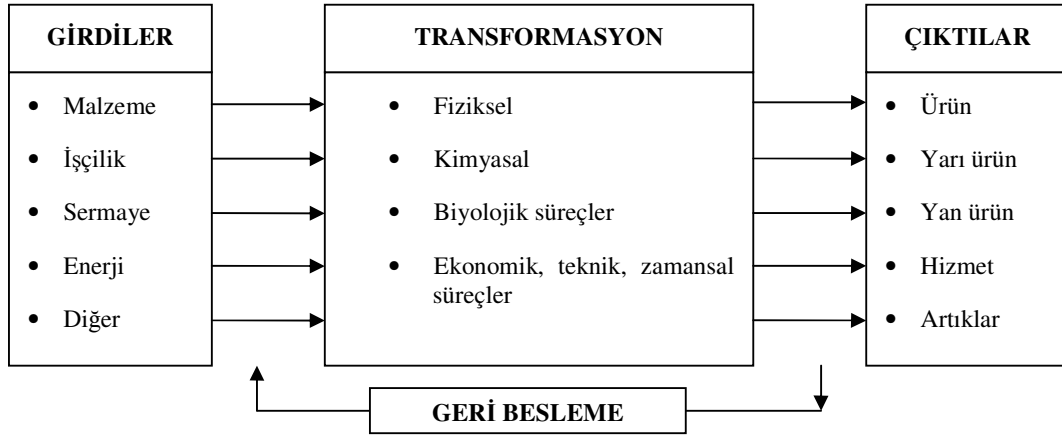 GİRDİLER
• Malzeme
• İşçilik
• Sermaye
• Enerji
• Diğer
TRANSFORMASYON
• Fiziksel
• Kimyasal
• Biyolojik süreçler
• Ekonomik, teknik, zamansal
süreçler
ÇIKTILAR
• Ürün
• Yarı ürün
• Yan ürün
• Hizmet
• Artıklar
GERİ BESLEME